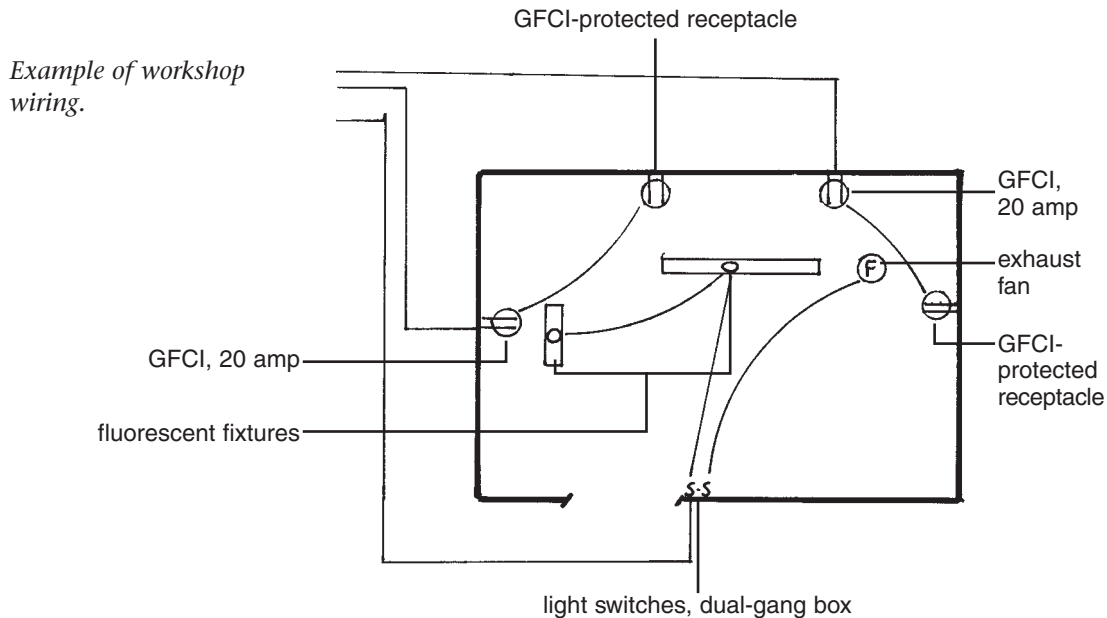 GFCI-protected receptacle
Example of workshop
wiring.
GFCI,
20 amp
F
exhaust
fan
GFCI-
protected
receptacle
GFCI, 20 amp
fluorescent fixtures
S-S
light switches, dual-gang box